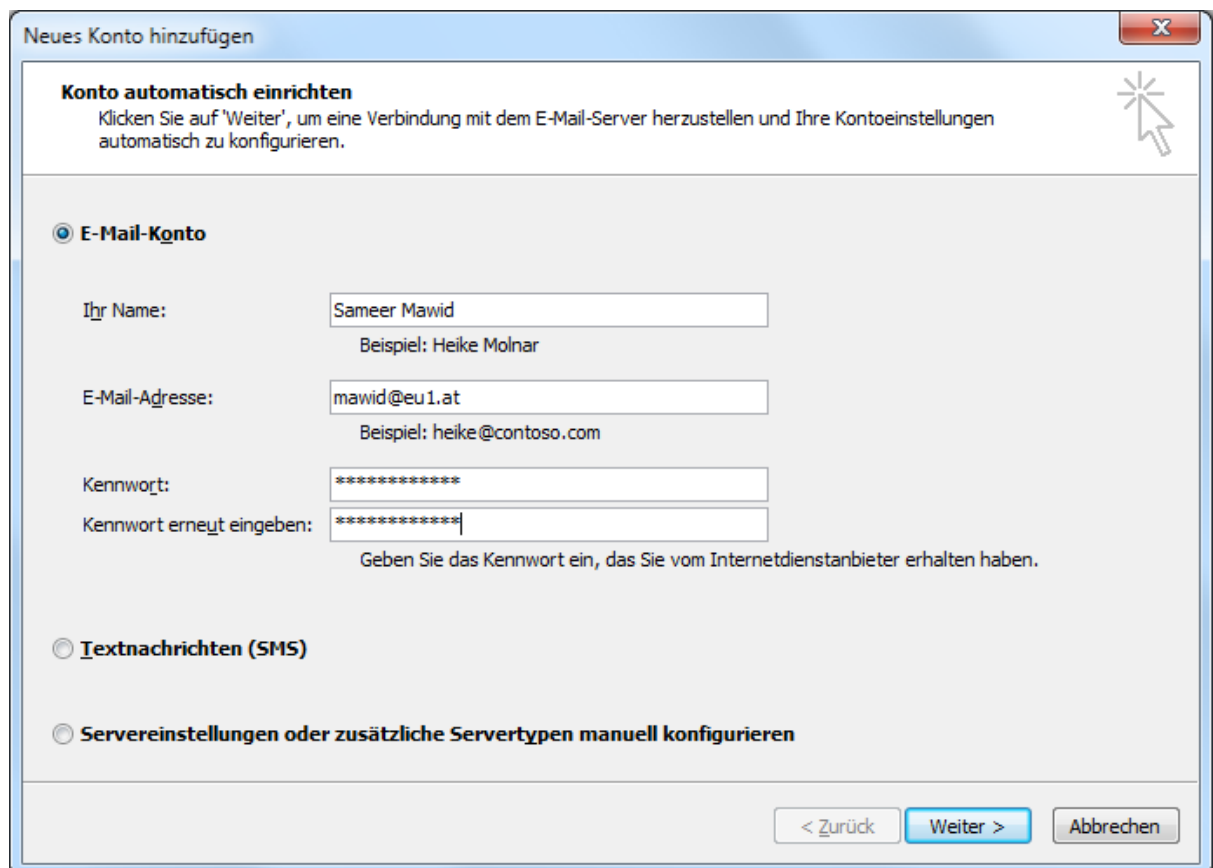 Neues Konto hinzufügen
Konto automatisch einrichten
Klicken Sie auf 'Weiter', um eine Verbindung mit dem E-Mail-Server herzustellen und Ihre Kontoeinstellungen
automatisch zu konfigurieren.
E-Mail-Konto
Ihr Name: Sameer Mawid
Beispiel: Heike Molnar
E-Mail-Adresse: mawid@eu1.at
Beispiel: heike@contoso.com
Kennwort: ************
Kennwort erneut eingeben: ************
Geben Sie das Kennwort ein, das Sie vom Internetdienstanbieter erhalten haben.
Textnachrichten (SMS)
Servereinstellungen oder zusätzliche Servertypen manuell konfigurieren
< Zurück Weiter > Abbrechen